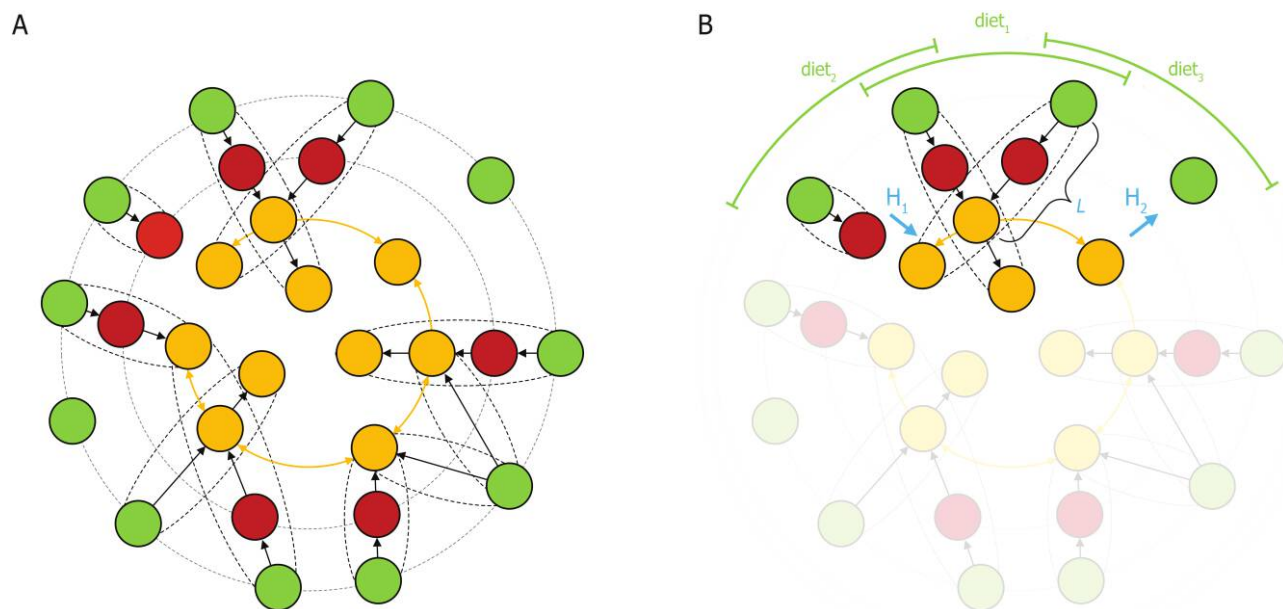 A
B
diet₁
diet₂
diet₃
H₁
L
H₂